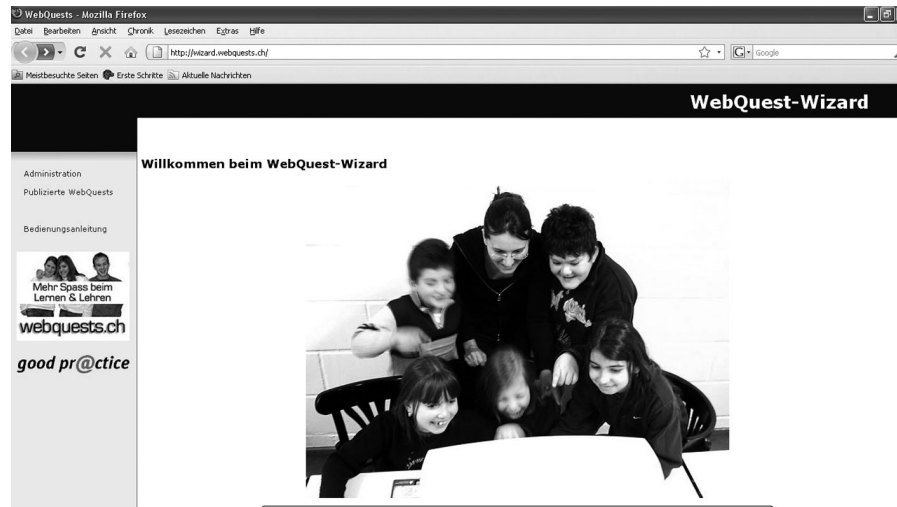 WebQuests - Mozilla Firefox
Datei Bearbeiten Ansicht Chronik Lesezeichen Extras Hilfe
http://wizard.webquests.ch/
G Google
Meistbesuchte Seiten Erste Schritte Aktuelle Nachrichten
WebQuest-Wizard
Willkommen beim WebQuest-Wizard
Administration
Publizierte WebQuests
Bedienungsanleitung
Mehr Spass beim
Lernen & Lehren
webquests.ch
good pr@ctice